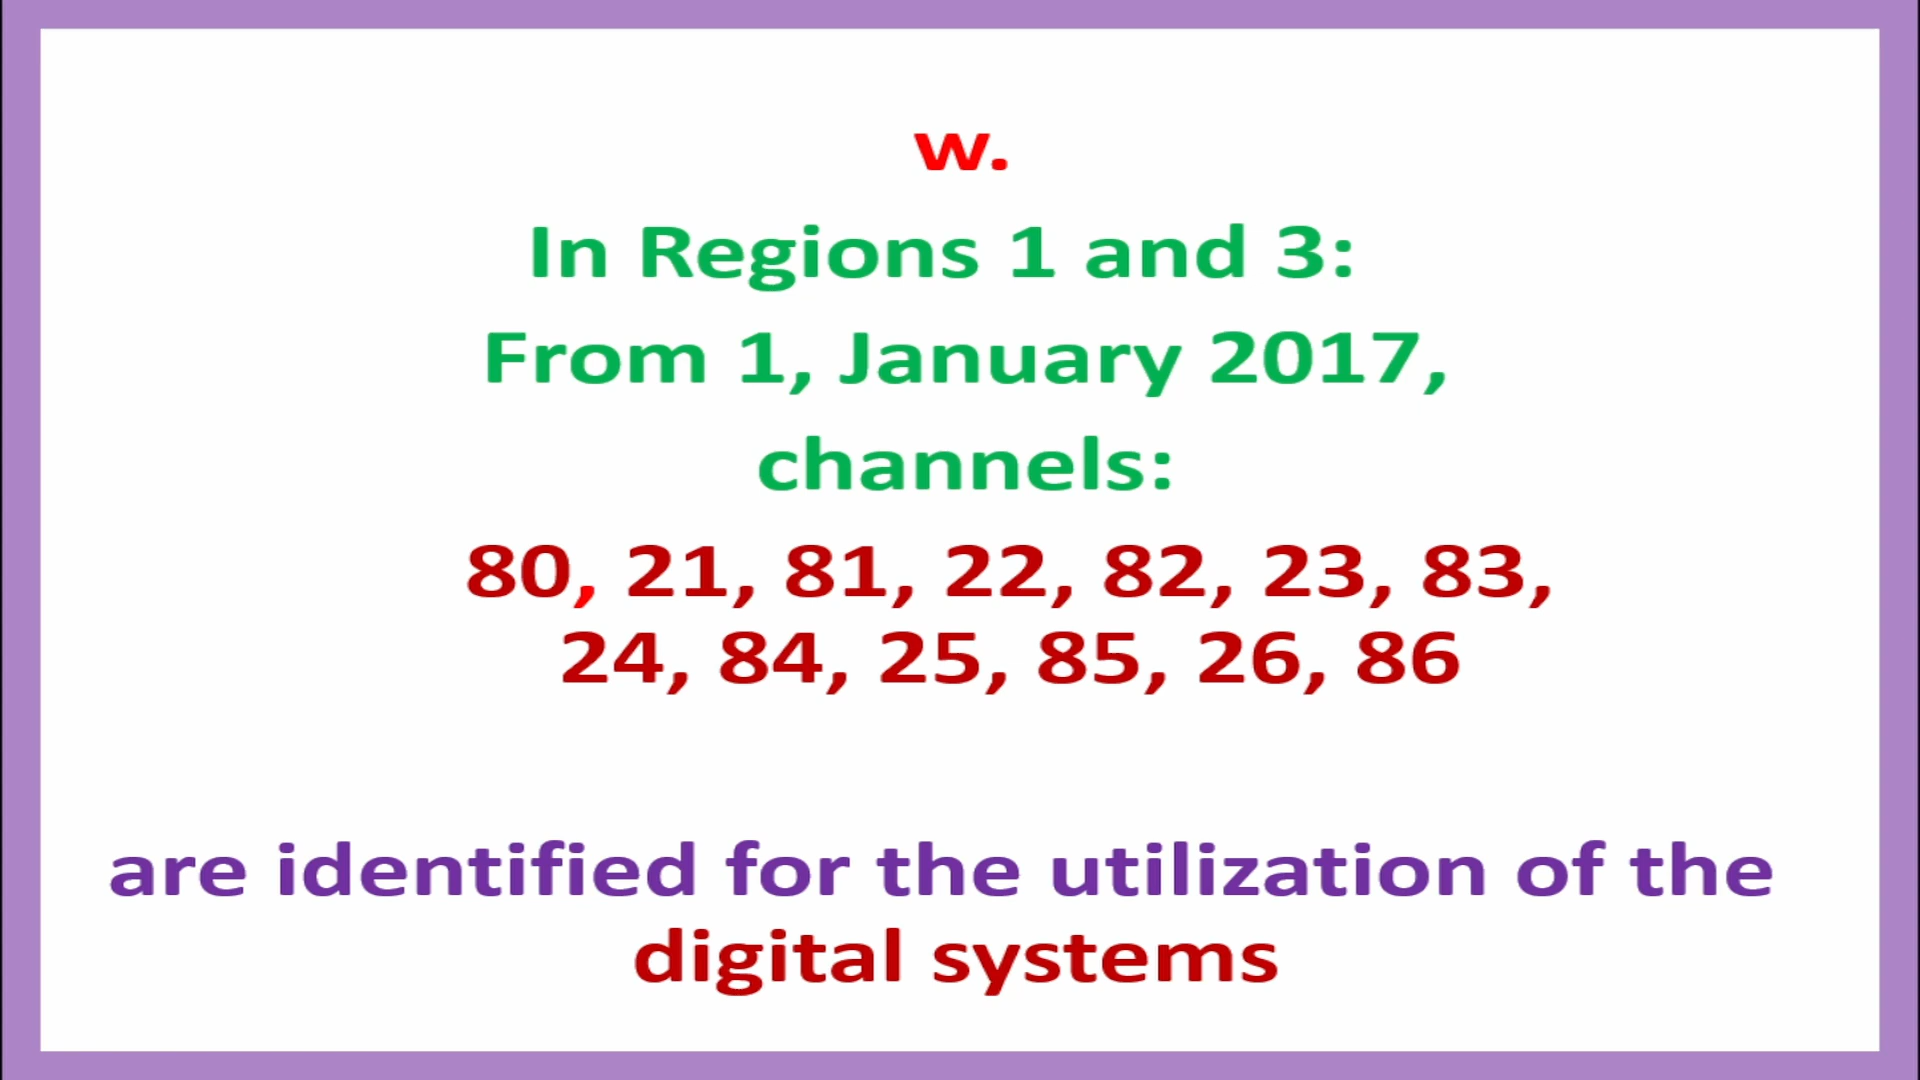 w.
In Regions 1 and 3:
From 1, January 2017,
channels:
80, 21, 81, 22, 82, 23, 83,
24, 84, 25, 85, 26, 86
are identified for the utilization of the
digital systems